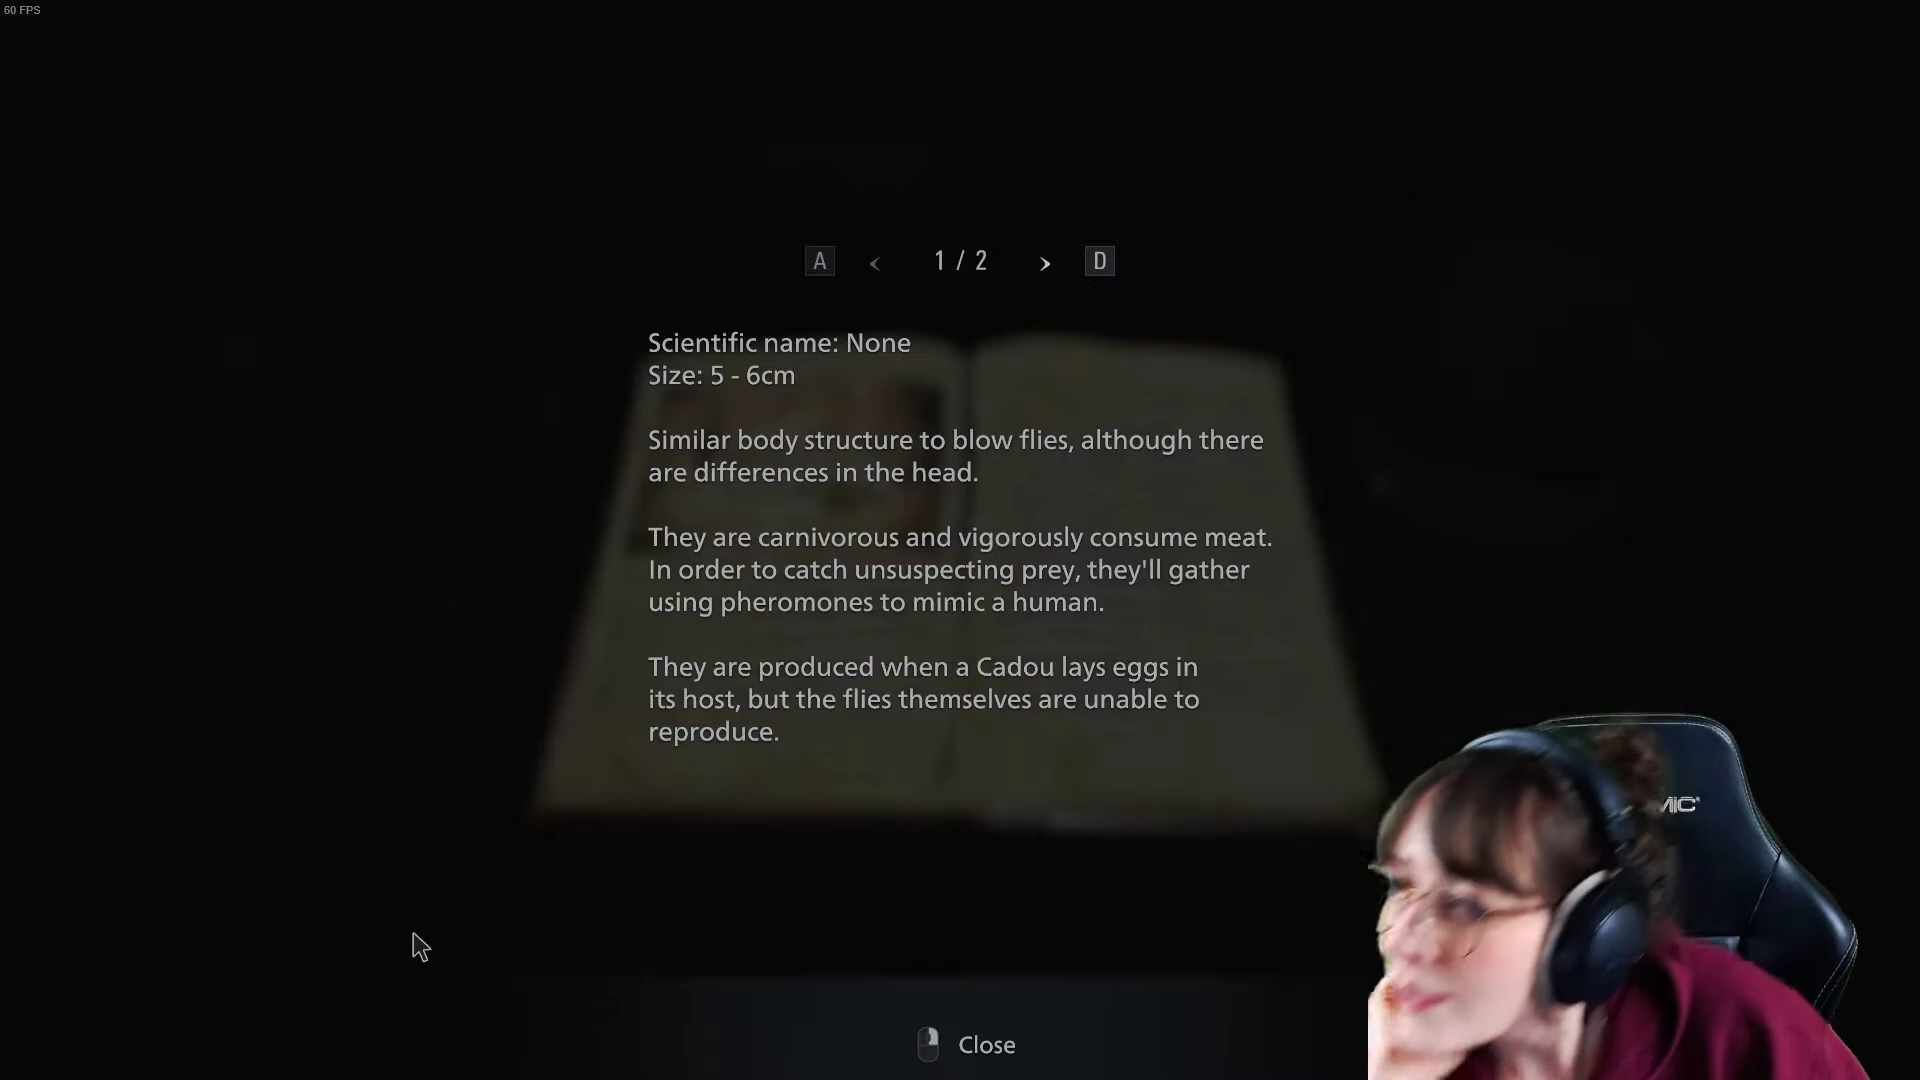 60 FPS
A < 1 / 2 > D
Scientific name: None
Size: 5 - 6cm
Similar body structure to blow flies, although there
are differences in the head.
They are carnivorous and vigorously consume meat.
In order to catch unsuspecting prey, they'll gather
using pheromones to mimic a human.
They are produced when a Cadou lays eggs in
its host, but the flies themselves are unable to
reproduce.
Close